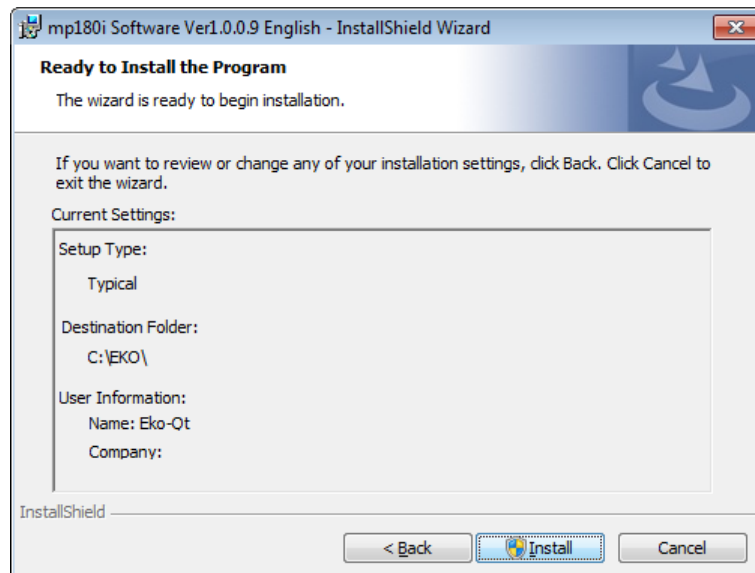 mp180i Software Ver1.0.0.9 English - InstallShield Wizard
Ready to Install the Program
The wizard is ready to begin installation.
If you want to review or change any of your installation settings, click Back. Click Cancel to
exit the wizard.
Current Settings:
Setup Type:
Typical
Destination Folder:
C:\EKO\
User Information:
Name: Eko-Qt
Company:
InstallShield
< Back
Install
Cancel